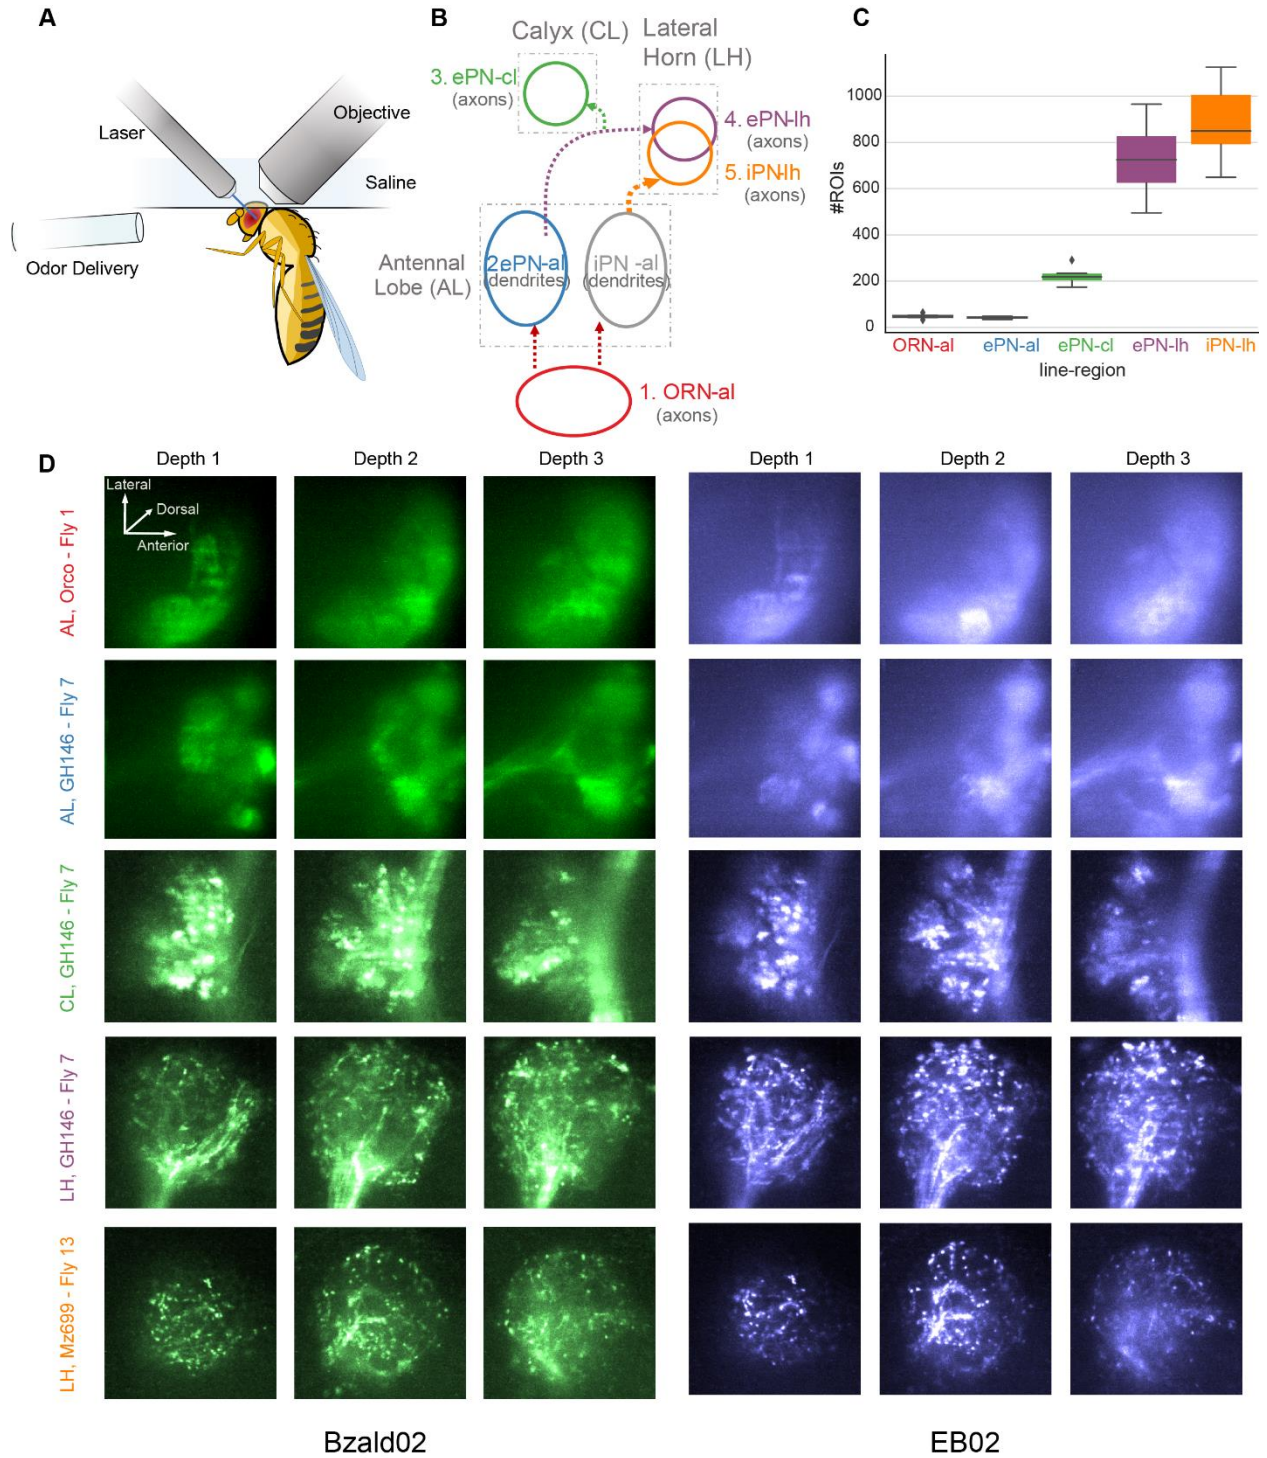 A
Laser
Objective
Saline
Odor Delivery
B
Calyx (CL)
Lateral
Horn (LH)
3. ePN-cl
(axons)
4. ePN-lh
(axons)
5. iPN-lh
(axons)
Antennal
Lobe (AL)
2ePN-al
(dendrites)
iPN -al
(dendrites)
1. ORN-al
(axons)
C
#ROIs
1000
800
600
400
200
0
ORN-al ePN-al ePN-cl ePN-lh iPN-lh
line-region
D
Depth 1 Depth 2 Depth 3 Depth 1 Depth 2 Depth 3
Lateral
Dorsal
Anterior
AL, Orco - Fly 1
AL, GH146 - Fly 7
CL, GH146 - Fly 7
LH, GH146 - Fly 7
LH, Mz699 - Fly 13
Bzald02 EB02